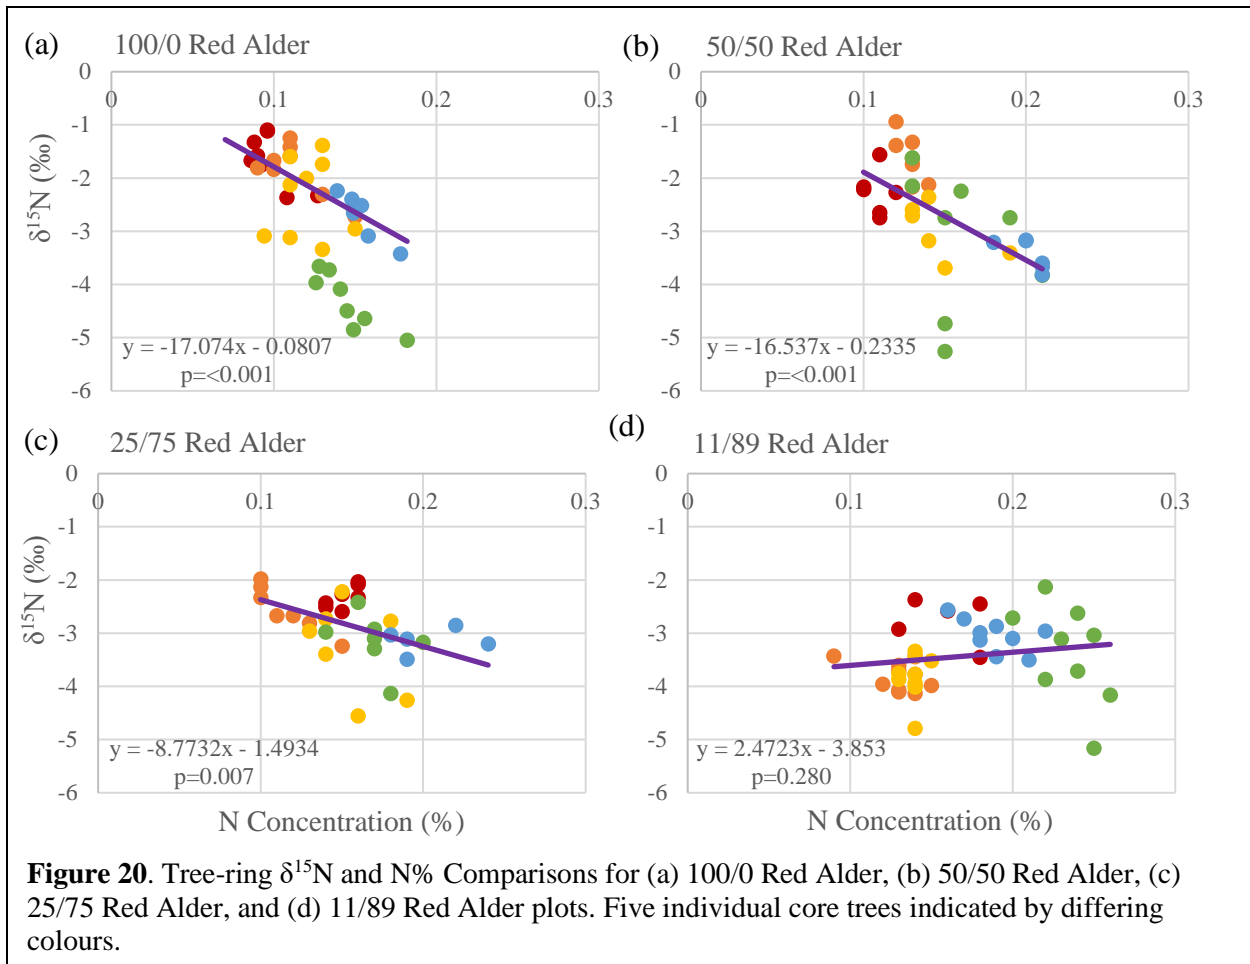 (a) 100/0 Red Alder
0 0.1 0.2 0.3
0
-1
-2
-3
-4
-5
-6
δ¹⁵N (‰)
y = -17.074x - 0.0807
p=<0.001
(b) 50/50 Red Alder
0 0.1 0.2 0.3
0
-1
-2
-3
-4
-5
-6
y = -16.537x - 0.2335
p=<0.001
(c) 25/75 Red Alder
0 0.1 0.2 0.3
0
-1
-2
-3
-4
-5
-6
δ¹⁵N (‰)
y = -8.7732x - 1.4934
p=0.007
N Concentration (%)
(d) 11/89 Red Alder
0 0.1 0.2 0.3
0
-1
-2
-3
-4
-5
-6
y = 2.4723x - 3.853
p=0.280
N Concentration (%)
Figure 20. Tree-ring δ¹⁵N and N% Comparisons for (a) 100/0 Red Alder, (b) 50/50 Red Alder, (c)
25/75 Red Alder, and (d) 11/89 Red Alder plots. Five individual core trees indicated by differing
colours.